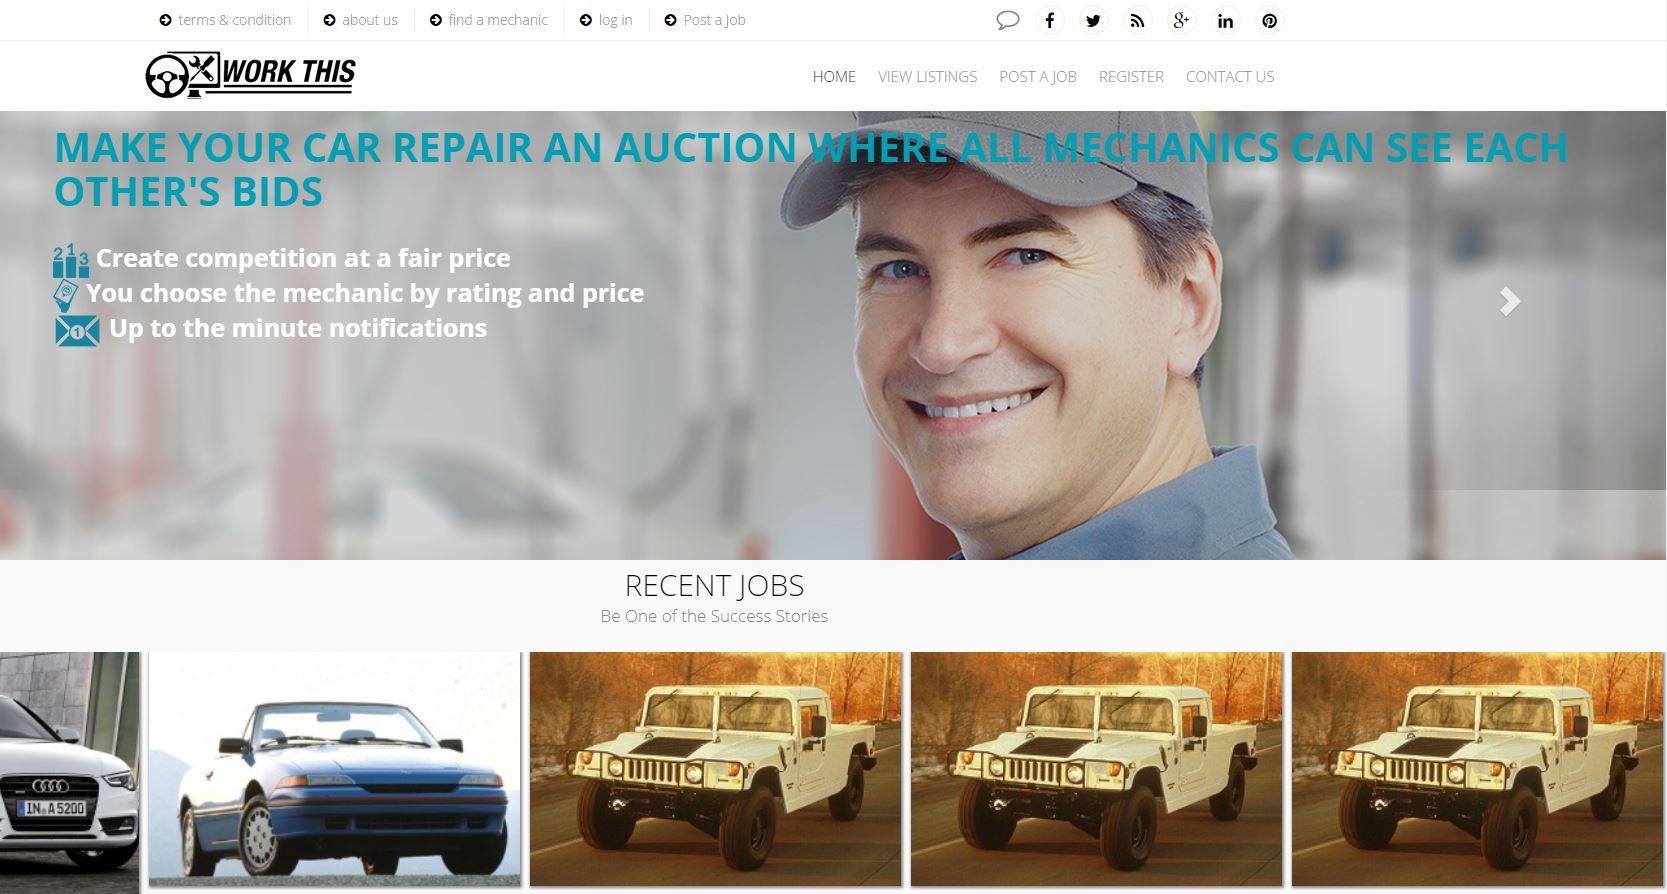 terms & condition
about us
find a mechanic
log in
Post a Job
WORK THIS
HOME
VIEW LISTINGS
POST A JOB
REGISTER
CONTACT US
MAKE YOUR CAR REPAIR AN AUCTION WHERE ALL MECHANICS CAN SEE EACH
OTHER'S BIDS
2 1 3
Create competition at a fair price
You choose the mechanic by rating and price
1
Up to the minute notifications
RECENT JOBS
Be One of the Success Stories
IN A 5200